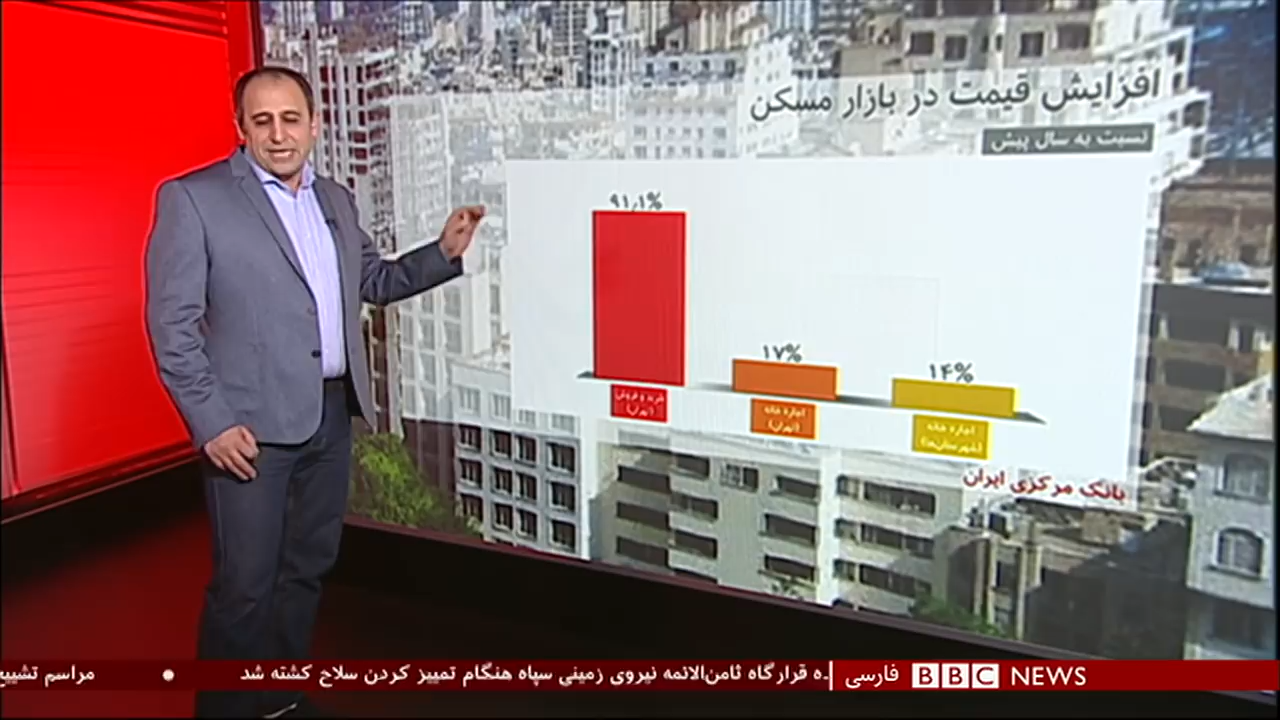 افزایش قیمت در بازار مسکن
نسبت به سال پیش
۹۱٫۱%
۱۷%
۱۴%
خرید و فروش
(تهران)
اجاره خانه
(تهران)
اجاره خانه
(شهرستان‌ها)
بانک مرکزی ایران
BBC NEWS فارسی
ده قرارگاه ثامن‌الائمه نیروی زمینی سپاه هنگام تمییز کردن سلاح کشته شد • مراسم تشییع